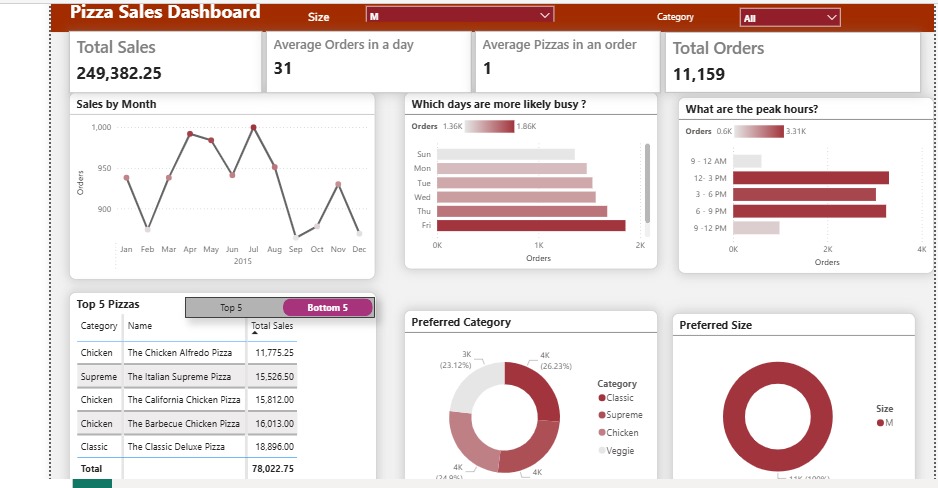 Pizza Sales Dashboard
Size
M
Category
All
Total Sales
249,382.25
Average Orders in a day
31
Average Pizzas in an order
1
Total Orders
11,159
Sales by Month
1,000
950
900
Orders
Jan Feb Mar Apr May Jun Jul Aug Sep Oct Nov Dec
2015
Which days are more likely busy ?
Orders 1.36K 1.86K
Sun
Mon
Tue
Wed
Thu
Fri
0K 1K 2K
Orders
What are the peak hours?
Orders 0.6K 3.31K
9 - 12 AM
12- 3 PM
3 - 6 PM
6 - 9 PM
9 -12 PM
0K 2K 4K
Orders
Top 5 Pizzas
Top 5 Bottom 5
Category Name Total Sales
Chicken The Chicken Alfredo Pizza 11,775.25
Supreme The Italian Supreme Pizza 15,526.50
Chicken The California Chicken Pizza 15,812.00
Chicken The Barbecue Chicken Pizza 16,013.00
Classic The Classic Deluxe Pizza 18,896.00
Total 78,022.75
Preferred Category
3K
(23.12%)
4K
(26.23%)
4K
(24.9%)
4K
Category
Classic
Supreme
Chicken
Veggie
Preferred Size
Size
M
11K (100%)